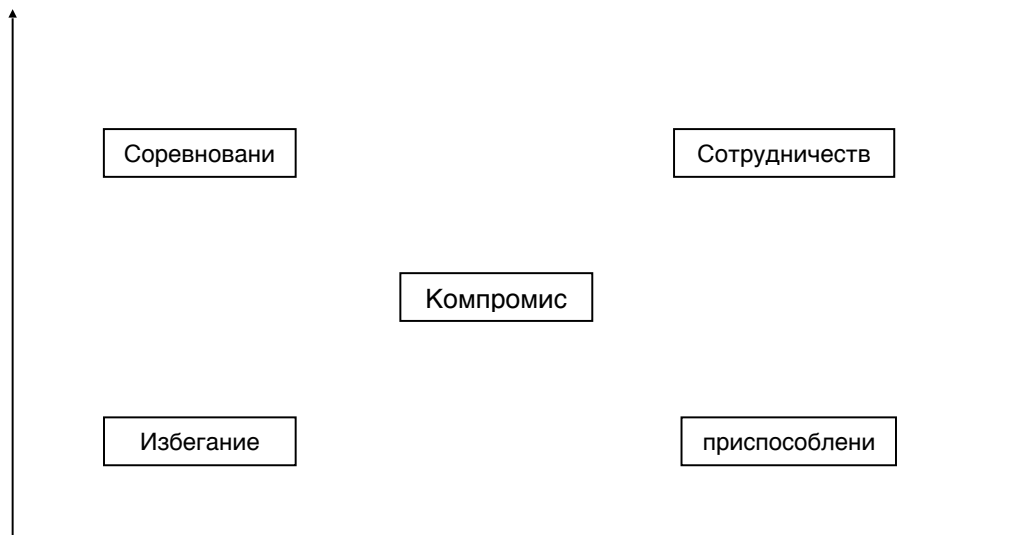 Соревновани
Сотрудничеств
Компромис
Избегание
приспособлени